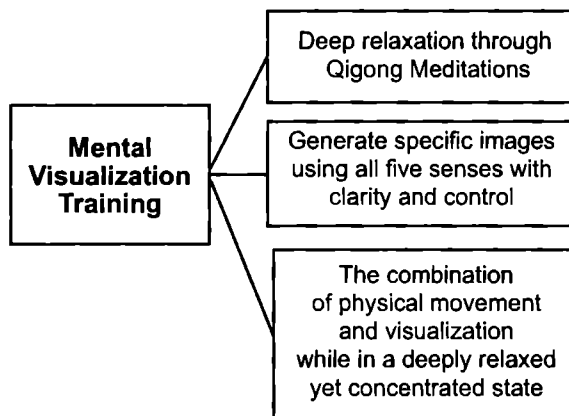 Mental
Visualization
Training
Deep relaxation through
Qigong Meditations
Generate specific images
using all five senses with
clarity and control
The combination
of physical movement
and visualization
while in a deeply relaxed
yet concentrated state